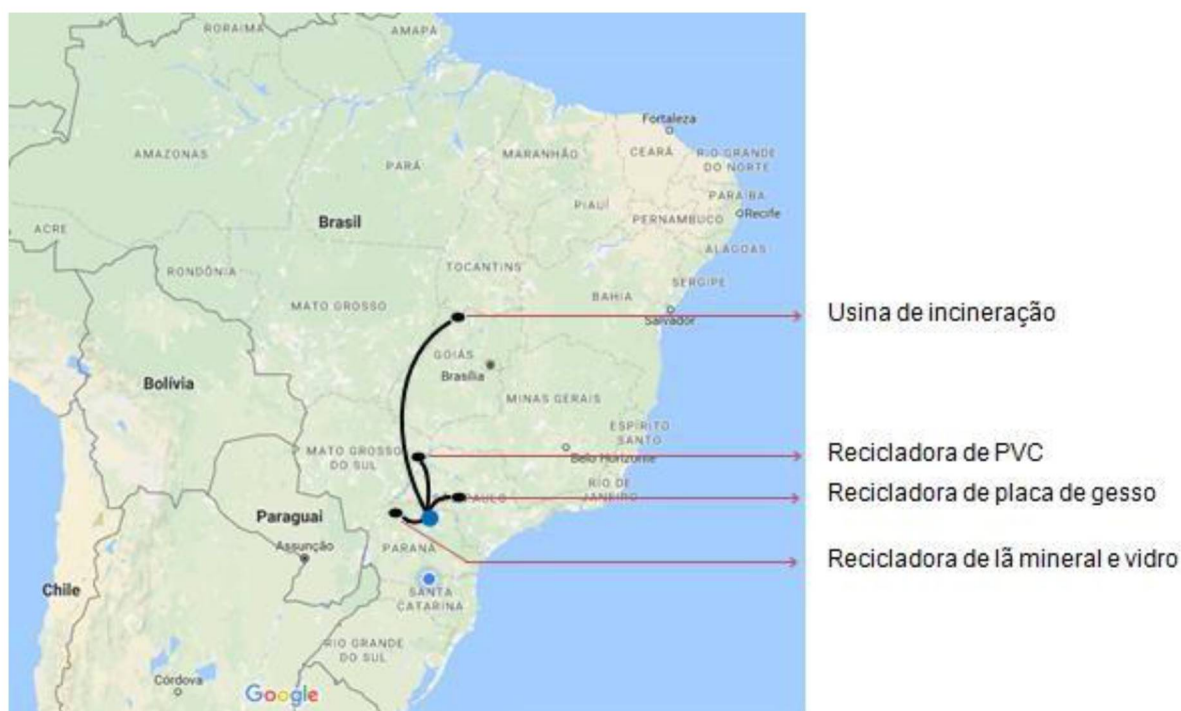 RORAIMA
AMAPÁ
Fortaleza
AMAZONAS
PARÁ
MARANHÃO
CEARÁ
RIO GRANDE
DO NORTE
PARAÍBA
PIAUÍ
PERNAMBUCO
Recife
Brasil
ACRE
ALAGOAS
RONDÔNIA
TOCANTINS
SERGIPE
BAHIA
MATO GROSSO
Usina de incineração
Salvador
GOIÁS
Brasília
Bolívia
MINAS GERAIS
ESPÍRITO
SANTO
MATO GROSSO
DO SUL
Belo Horizonte
Recicladora de PVC
RIO DE
JANEIRO
PAULO
Recicladora de placa de gesso
Paraguai
Assunção
PARANÁ
Recicladora de lã mineral e vidro
Chile
SANTA
CATARINA
RIO GRANDE
DO SUL
Córdova
Google